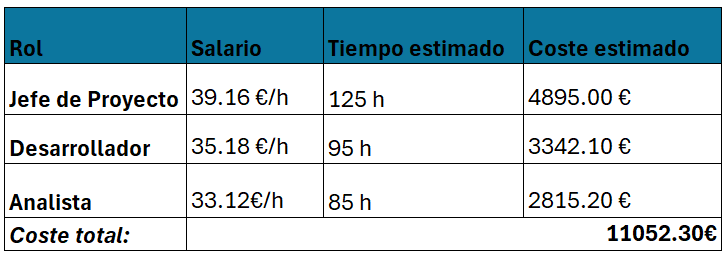 Rol Salario Tiempo estimado Coste estimado
Jefe de Proyecto 39.16 €/h 125 h 4895.00 €
Desarrollador 35.18 €/h 95 h 3342.10 €
Analista 33.12€/h 85 h 2815.20 €
Coste total: 11052.30€